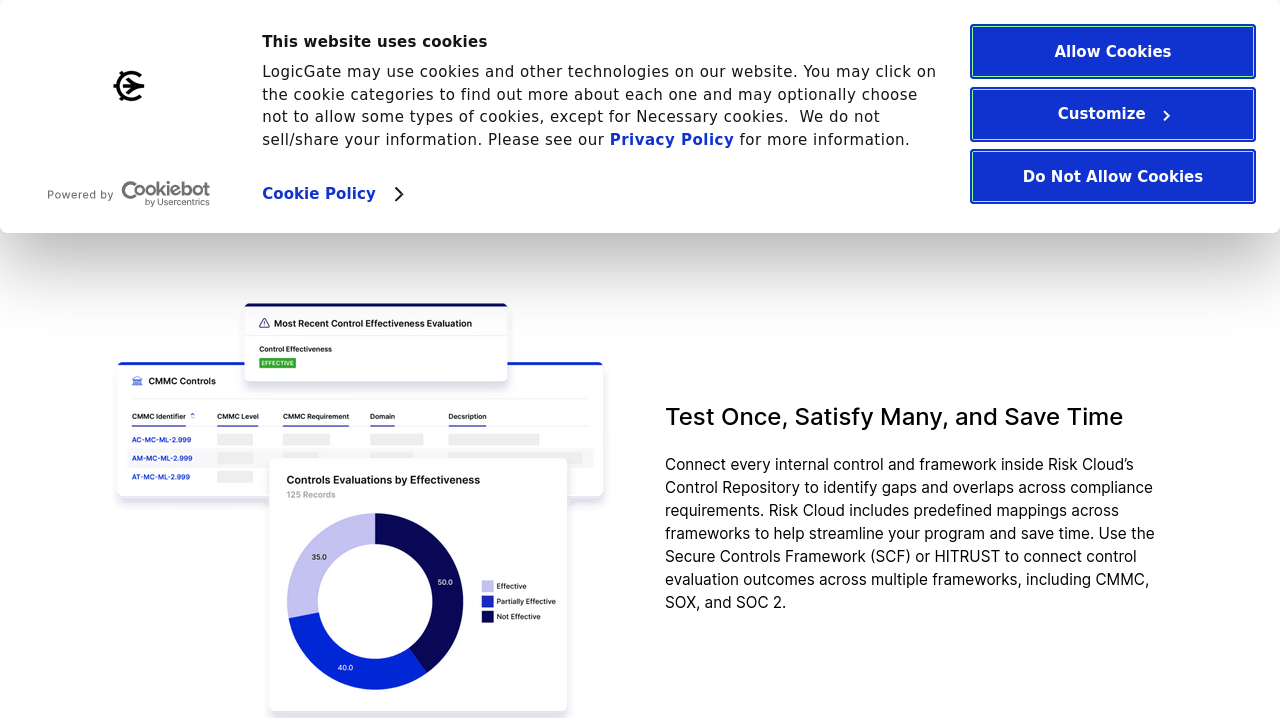 This website uses cookies
LogicGate may use cookies and other technologies on our website. You may click on
the cookie categories to find out more about each one and may optionally choose
not to allow some types of cookies, except for Necessary cookies.  We do not
sell/share your information. Please see our Privacy Policy for more information.
Cookie Policy
Powered by Cookiebot
by Usercentrics
Allow Cookies
Customize
Do Not Allow Cookies
Most Recent Control Effectiveness Evaluation
Control Effectiveness
EFFECTIVE
CMMC Controls
CMMC Identifier CMMC Level CMMC Requirement Domain Decsription
AC-MC-ML-2.999
AM-MC-ML-2.999
AT-MC-ML-2.999
Controls Evaluations by Effectiveness
125 Records
35.0
50.0
40.0
Effective
Partially Effective
Not Effective
Test Once, Satisfy Many, and Save Time
Connect every internal control and framework inside Risk Cloud’s
Control Repository to identify gaps and overlaps across compliance
requirements. Risk Cloud includes predefined mappings across
frameworks to help streamline your program and save time. Use the
Secure Controls Framework (SCF) or HITRUST to connect control
evaluation outcomes across multiple frameworks, including CMMC,
SOX, and SOC 2.